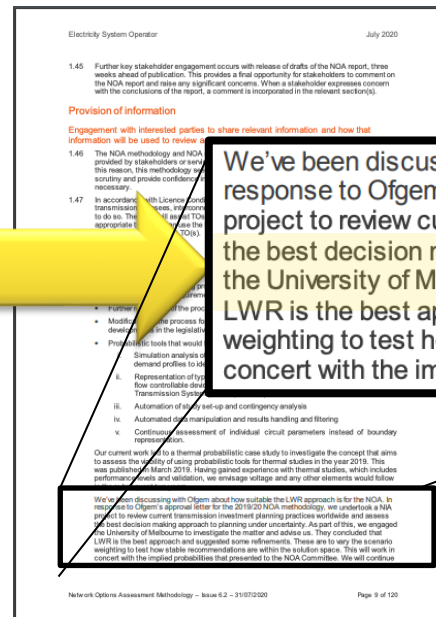 Electricity System Operator July 2020
1.45 Further key stakeholder engagement occurs with release of drafts of the NOA report, three
weeks ahead of publication. This provides a final opportunity for stakeholders to comment on
the NOA report and raise any significant concerns. When a stakeholder expresses concern
with the conclusions of the report, a comment is incorporated in the relevant section(s).
Provision of information
Engagement with interested parties to share relevant information and how that
information will be used to review a
1.46 The NOA methodology and NOA
provided by stakeholders or servi
this reason, this methodology se
scrutiny and provide confidence in
necessary.
1.47 In accordance with Licence Condi
transmission licensees, interconn
to do so. The will assist TOs
appropriate use the
TO(s).
We've been discus
response to Ofgem
project to review cu
the best decision m
the University of M
LWR is the best ap
weighting to test ho
concert with the im
• Further of the proc
• Modific the process fo
develo in the legislativ
• Probabilistic tools that would
Simulation analysis o
demand profiles to ide
ii. Representation of typ
flow controllable devi
Transmission Syste
iii. Automation of study set-up and contingency analysis
iv. Automated data manipulation and results handling and filtering
v. Continuous assessment of individual circuit parameters instead of boundary
representation.
Our current work led to a thermal probabilistic case study to investigate the concept that aims
to assess the viability of using probabilistic tools for thermal studies in the year 2019. This
was published in March 2019. Having gained experience with thermal studies, which includes
performance levels and validation, we envisage voltage and any other elements would follow
We've been discussing with Ofgem about how suitable the LWR approach is for the NOA. In
response to Ofgem's approval letter for the 2019/20 NOA methodology, we undertook a NIA
project to review current transmission investment planning practices worldwide and assess
the best decision making approach to planning under uncertainty. As part of this, we engaged
the University of Melbourne to investigate the matter and advise us. They concluded that
LWR is the best approach and suggested some refinements. These are to vary the scenario
weighting to test how stable recommendations are within the solution space. This will work in
concert with the implied probabilities that presented to the NOA Committee. We will continue
Network Options Assessment Methodology – Issue 6.2 – 31/07/2020 Page 9 of 120